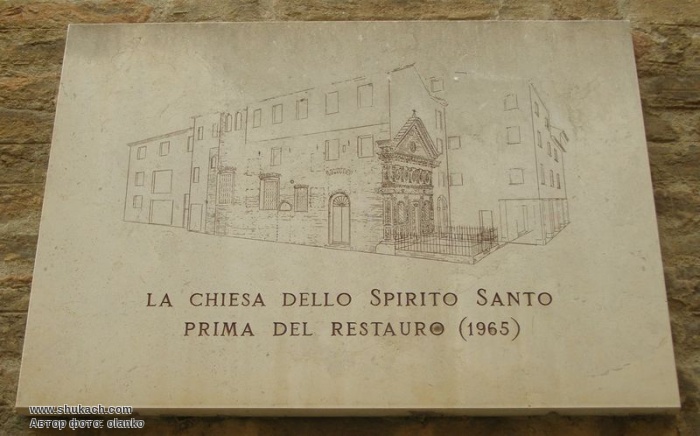 LA CHIESA DELLO SPIRITO SANTO
PRIMA DEL RESTAURO (1965)
www.shukach.com
Автор фото: olanko